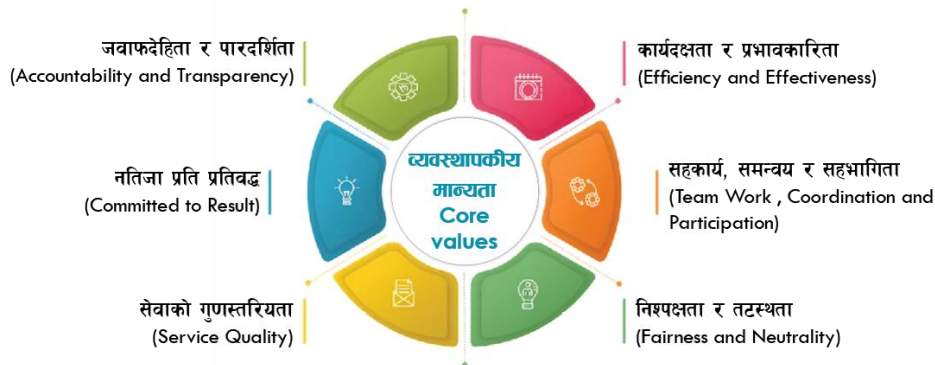 जवाफदेहिता र पारदर्शिता
(Accountability and Transparency)
कार्यदक्षता र प्रभावकारिता
(Efficiency and Effectiveness)
नतिजा प्रति प्रतिवद्ध
(Committed to Result)
व्यवस्थापकीय
मान्यता
Core
values
सहकार्य, समन्वय र सहभागिता
(Team Work , Coordination and
Participation)
सेवाको गुणस्तरियता
(Service Quality)
निश्पक्षता र तटस्थता
(Fairness and Neutrality)